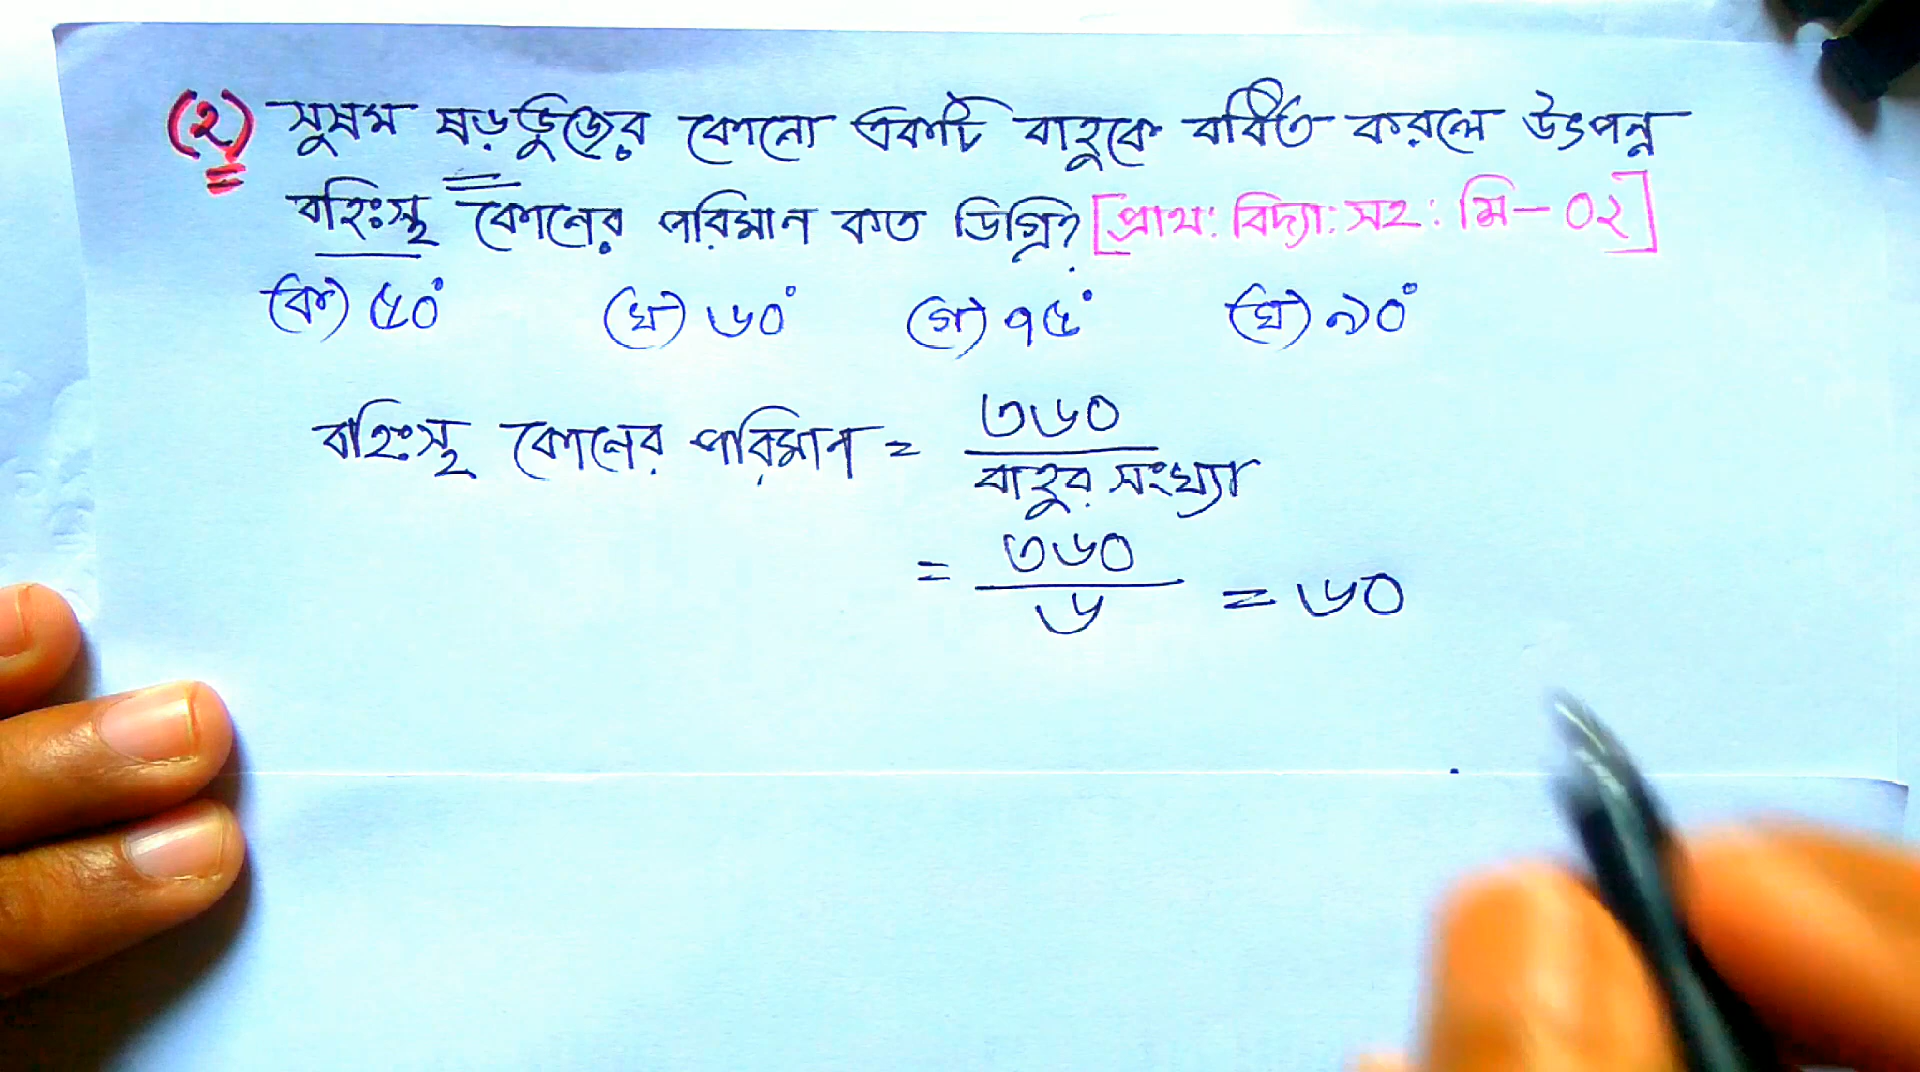 (২) সুষম ষড়ভুজের কোনো একটি বাহুকে বর্ধিত করলে উৎপন্ন
বহিঃস্থ কোনের পরিমান কত ডিগ্রি? [প্রাথ: বিদ্যা: সহ: শি-০২]
(ক) ৫০° (খ) ৬০° (গ) ৭৫° (ঘ) ৯০°
বহিঃস্থ কোনের পরিমান = ৩৬০ / বাহুর সংখ্যা
= ৩৬০ / ৬ = ৬০